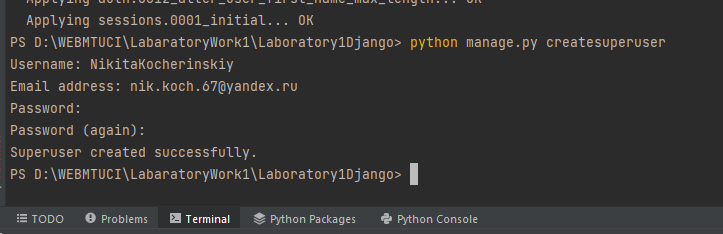 Applying auth.0012_alter_user_first_name_max_length... OK
Applying sessions.0001_initial... OK
PS D:\WEBMTUCI\LabaratoryWork1\Laboratory1Django> python manage.py createsuperuser
Username: NikitaKocherinskiy
Email address: nik.koch.67@yandex.ru
Password:
Password (again):
Superuser created successfully.
PS D:\WEBMTUCI\LabaratoryWork1\Laboratory1Django>
TODO Problems Terminal Python Packages Python Console